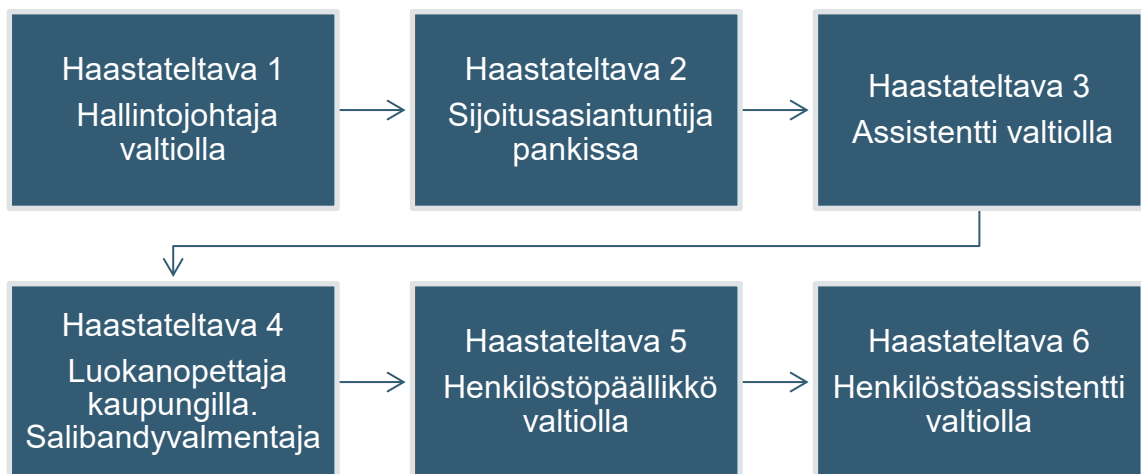 Haastateltava 1
Hallintojohtaja
valtiolla
Haastateltava 2
Sijoitusasiantuntija
pankissa
Haastateltava 3
Assistentti valtiolla
Haastateltava 4
Luokanopettaja
kaupungilla.
Salibandyvalmentaja
Haastateltava 5
Henkilöstöpäällikkö
valtiolla
Haastateltava 6
Henkilöstöassistentti
valtiolla